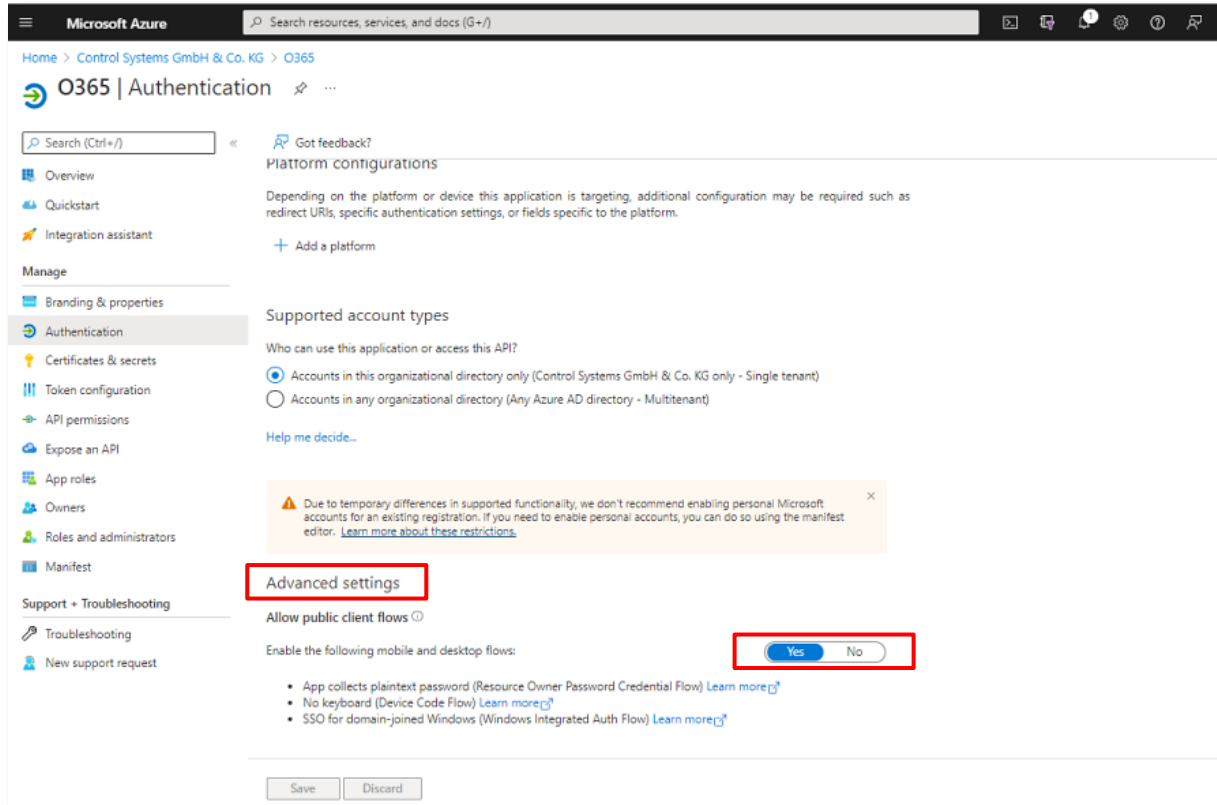 Microsoft Azure
Search resources, services, and docs (G+/)
1
Home > Control Systems GmbH & Co. KG > O365
O365 | Authentication
Search (Ctrl+/)
«
Got feedback?
Overview
Quickstart
Integration assistant
Manage
Branding & properties
Authentication
Certificates & secrets
Token configuration
API permissions
Expose an API
App roles
Owners
Roles and administrators
Manifest
Support + Troubleshooting
Troubleshooting
New support request
Platform configurations
Depending on the platform or device this application is targeting, additional configuration may be required such as
redirect URIs, specific authentication settings, or fields specific to the platform.
+ Add a platform
Supported account types
Who can use this application or access this API?
Accounts in this organizational directory only (Control Systems GmbH & Co. KG only - Single tenant)
Accounts in any organizational directory (Any Azure AD directory - Multitenant)
Help me decide...
Due to temporary differences in supported functionality, we don't recommend enabling personal Microsoft
accounts for an existing registration. If you need to enable personal accounts, you can do so using the manifest
editor. Learn more about these restrictions.
Advanced settings
Allow public client flows
Enable the following mobile and desktop flows:
Yes No
• App collects plaintext password (Resource Owner Password Credential Flow) Learn more
• No keyboard (Device Code Flow) Learn more
• SSO for domain-joined Windows (Windows Integrated Auth Flow) Learn more
Save Discard